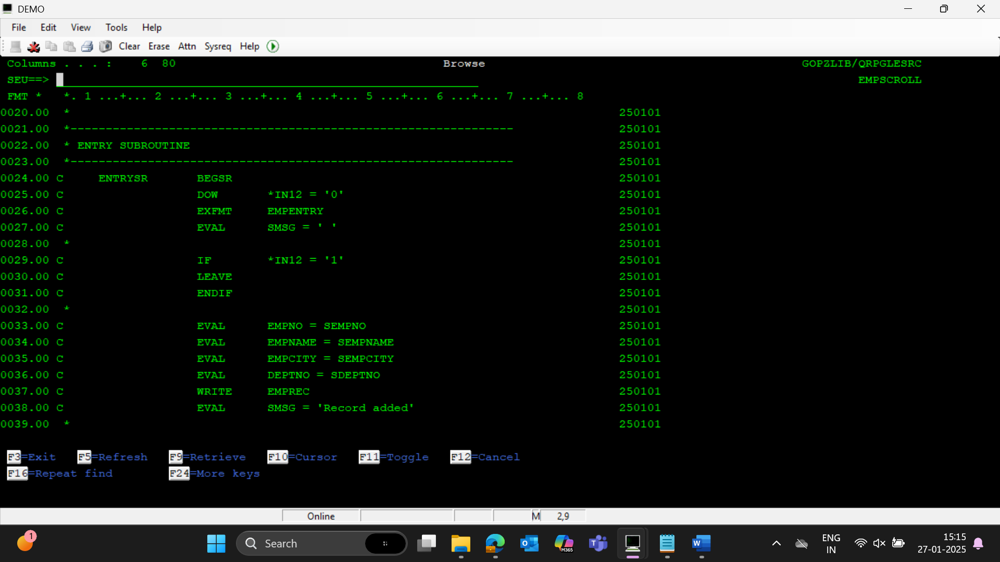 DEMO
File Edit View Tools Help
Clear Erase Attn Sysreq Help
Columns . . . : 6 80 Browse GOPZLIB/QRPGLESRC
SEU==> EMPSCROLL
FMT * *. 1 ...+... 2 ...+... 3 ...+... 4 ...+... 5 ...+... 6 ...+... 7 ...+... 8
0020.00 * 250101
0021.00 *--------------------------------------------------------------- 250101
0022.00 * ENTRY SUBROUTINE 250101
0023.00 *--------------------------------------------------------------- 250101
0024.00 C ENTRYSR BEGSR 250101
0025.00 C DOW *IN12 = '0' 250101
0026.00 C EXFMT EMPENTRY 250101
0027.00 C EVAL SMSG = ' ' 250101
0028.00 * 250101
0029.00 C IF *IN12 = '1' 250101
0030.00 C LEAVE 250101
0031.00 C ENDIF 250101
0032.00 * 250101
0033.00 C EVAL EMPNO = SEMPNO 250101
0034.00 C EVAL EMPNAME = SEMPNAME 250101
0035.00 C EVAL EMPCITY = SEMPCITY 250101
0036.00 C EVAL DEPTNO = SDEPTNO 250101
0037.00 C WRITE EMPREC 250101
0038.00 C EVAL SMSG = 'Record added' 250101
0039.00 * 250101
F3=Exit F5=Refresh F9=Retrieve F10=Cursor F11=Toggle F12=Cancel
F16=Repeat find F24=More keys
Online M 2,9
1 Search M365 ENG 15:15
IN 27-01-2025